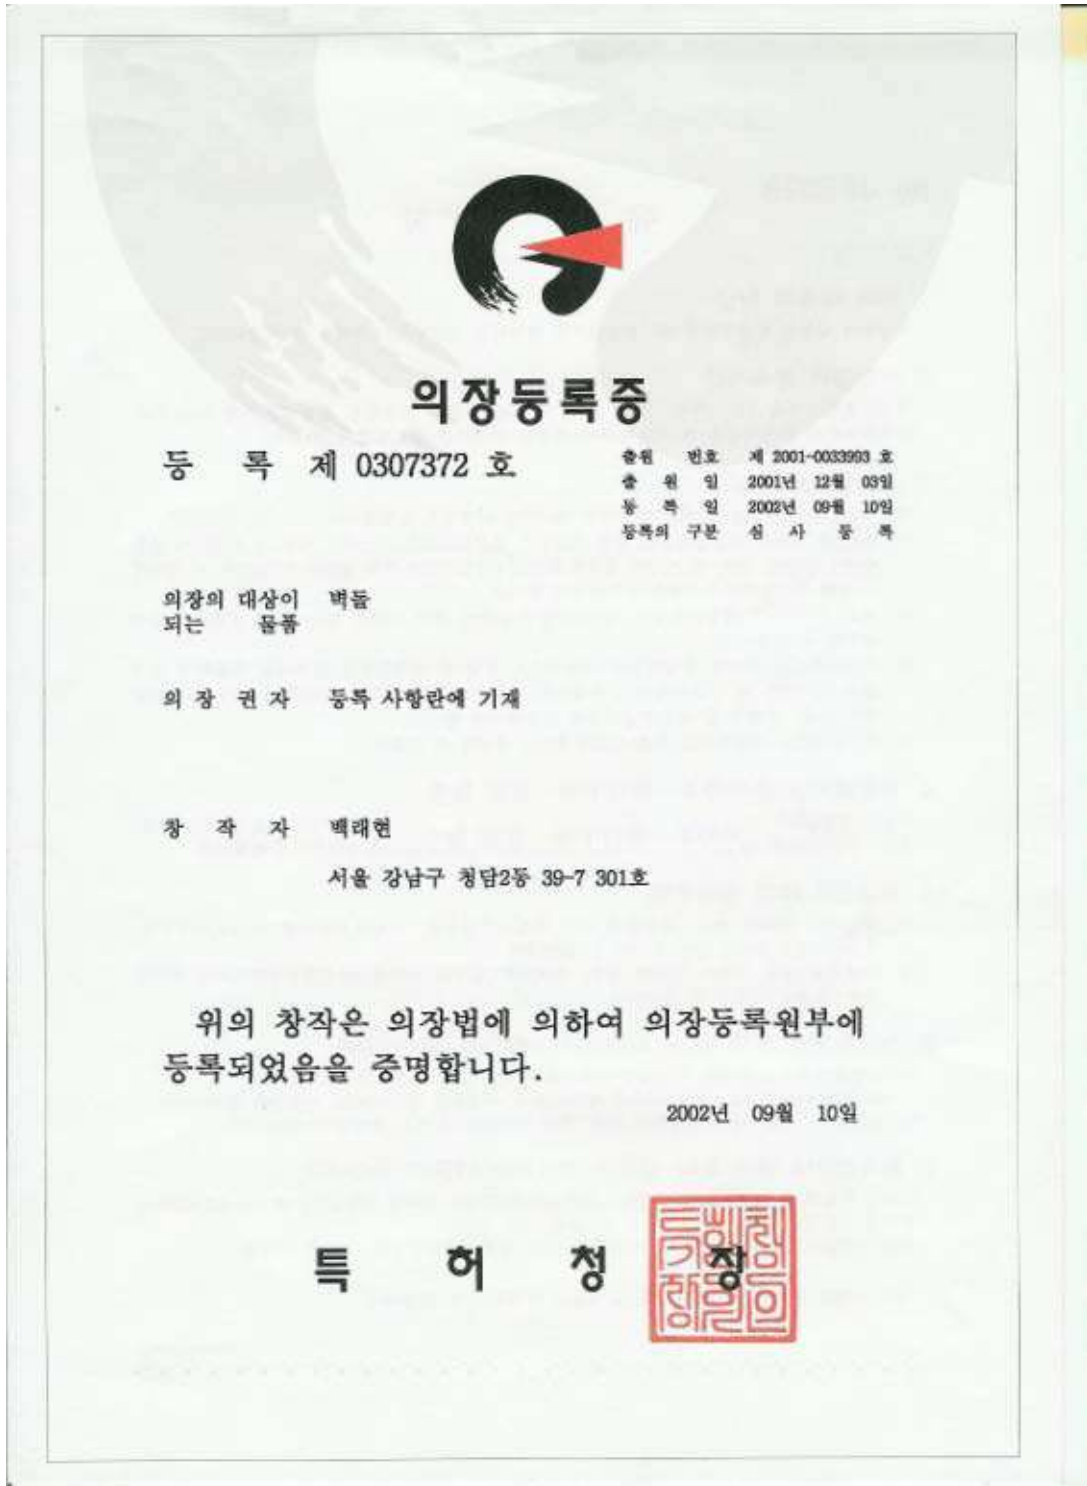 의장등록증
등 록 제 0307372 호
출원 번호 제 2001-0033993 호
출 원 일 2001년 12월 03일
등 록 일 2002년 09월 10일
등록의 구분 심 사 등 록
의장의 대상이 벽돌
되는 물품
의 장 권 자 등록 사항란에 기재
창 작 자 백래현
서울 강남구 청담2동 39-7 301호
위의 창작은 의장법에 의하여 의장등록원부에
등록되었음을 증명합니다.
2002년 09월 10일
특 허 청 장